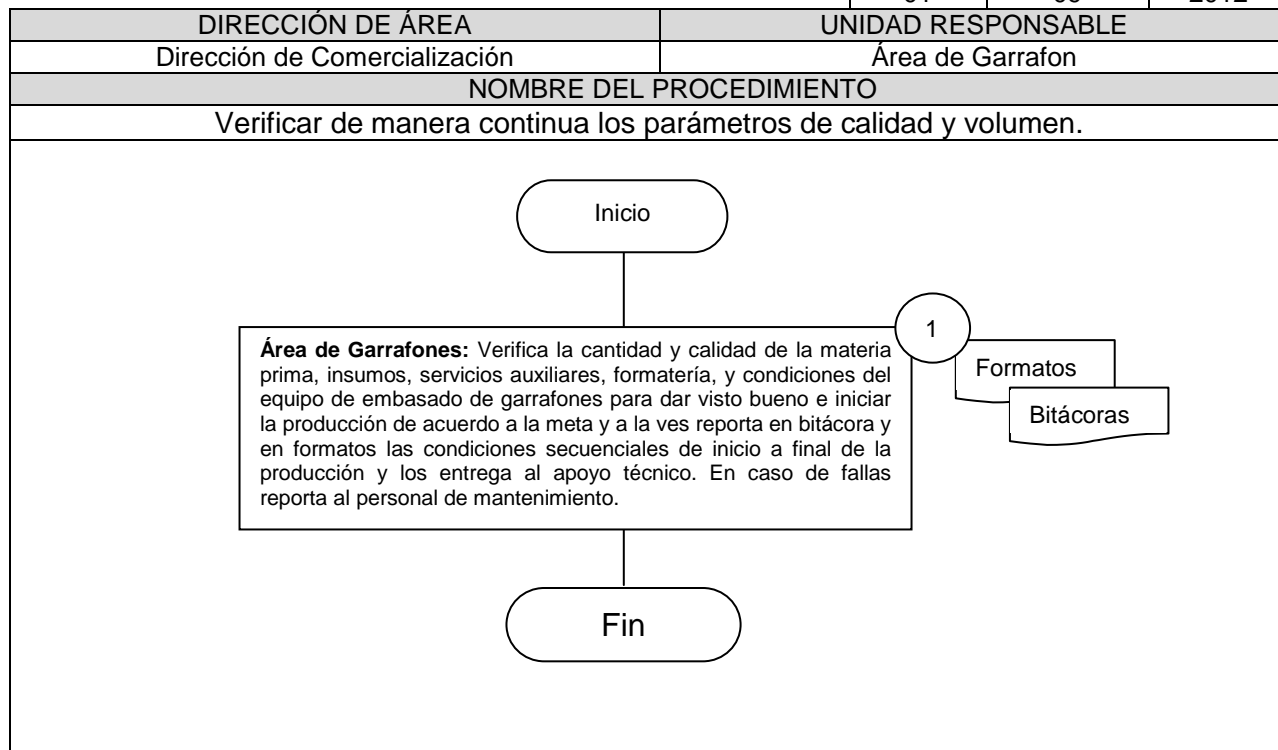 DIRECCIÓN DE ÁREA UNIDAD RESPONSABLE
Dirección de Comercialización Área de Garrafon
NOMBRE DEL PROCEDIMIENTO
Verificar de manera continua los parámetros de calidad y volumen.
Inicio
1
Área de Garrafones: Verifica la cantidad y calidad de la materia
prima, insumos, servicios auxiliares, formatería, y condiciones del
equipo de embasado de garrafones para dar visto bueno e iniciar
la producción de acuerdo a la meta y a la ves reporta en bitácora y
en formatos las condiciones secuenciales de inicio a final de la
producción y los entrega al apoyo técnico. En caso de fallas
reporta al personal de mantenimiento.
Formatos
Bitácoras
Fin